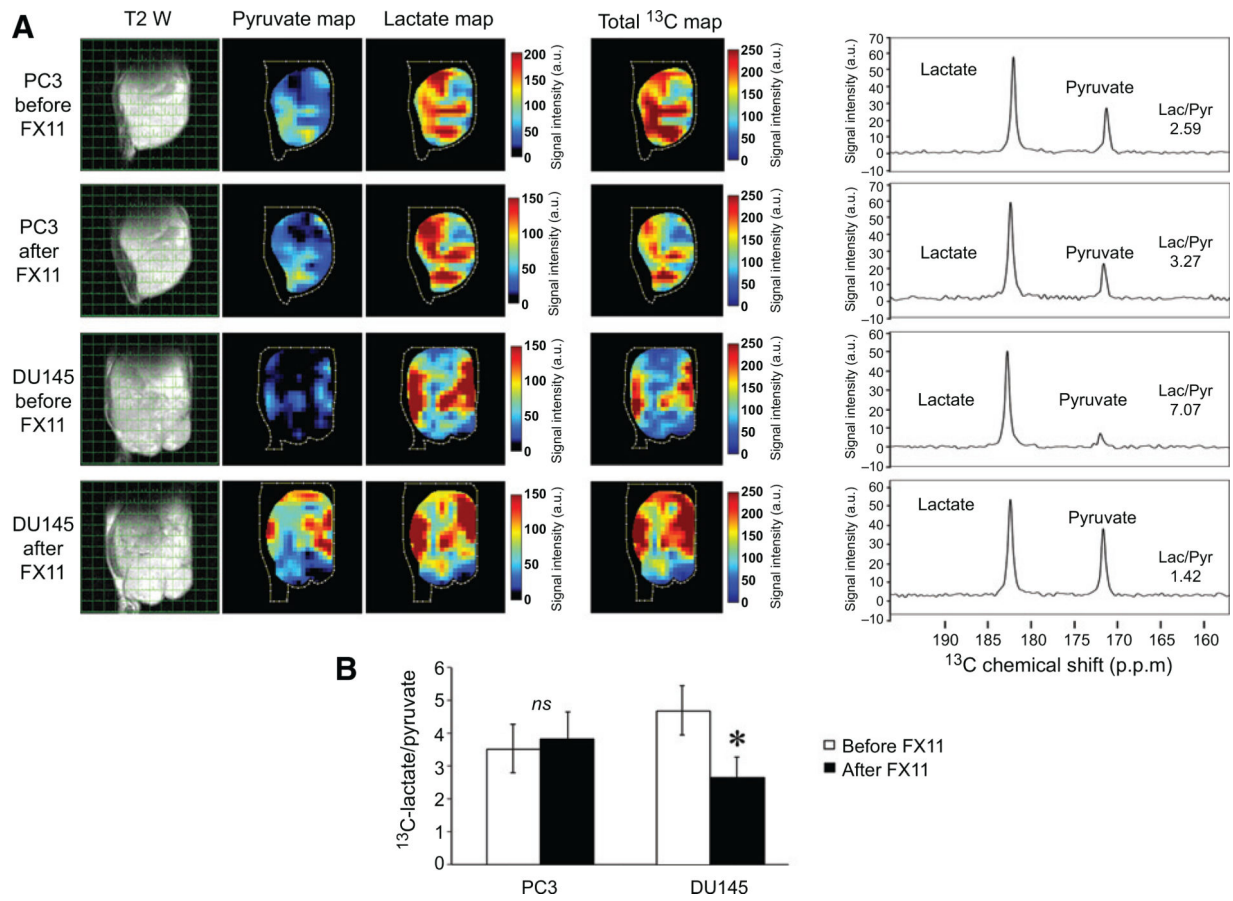 A
T2 W Pyruvate map Lactate map Total ¹³C map
PC3
before
FX11
200
150
100
50
0
Signal intensity (a.u.)
250
200
150
100
50
0
Signal intensity (a.u.)
Signal intensity (a.u.)
70
60
50
40
30
20
10
0
–10
Lactate
Pyruvate
Lac/Pyr
2.59
PC3
after
FX11
150
100
50
0
Signal intensity (a.u.)
250
200
150
100
50
0
Signal intensity (a.u.)
Signal intensity (a.u.)
70
60
50
40
30
20
10
0
–10
Lactate
Pyruvate
Lac/Pyr
3.27
DU145
before
FX11
150
100
50
0
Signal intensity (a.u.)
250
200
150
100
50
0
Signal intensity (a.u.)
Signal intensity (a.u.)
60
50
40
30
20
10
0
–10
Lactate
Pyruvate
Lac/Pyr
7.07
DU145
after
FX11
150
100
50
0
Signal intensity (a.u.)
250
200
150
100
50
0
Signal intensity (a.u.)
Signal intensity (a.u.)
60
50
40
30
20
10
0
–10
Lactate
Pyruvate
Lac/Pyr
1.42
190 185 180 175 170 165 160
¹³C chemical shift (p.p.m)
B
¹³C-lactate/pyruvate
6
5
4
3
2
1
0
ns
*
PC3 DU145
Before FX11
After FX11